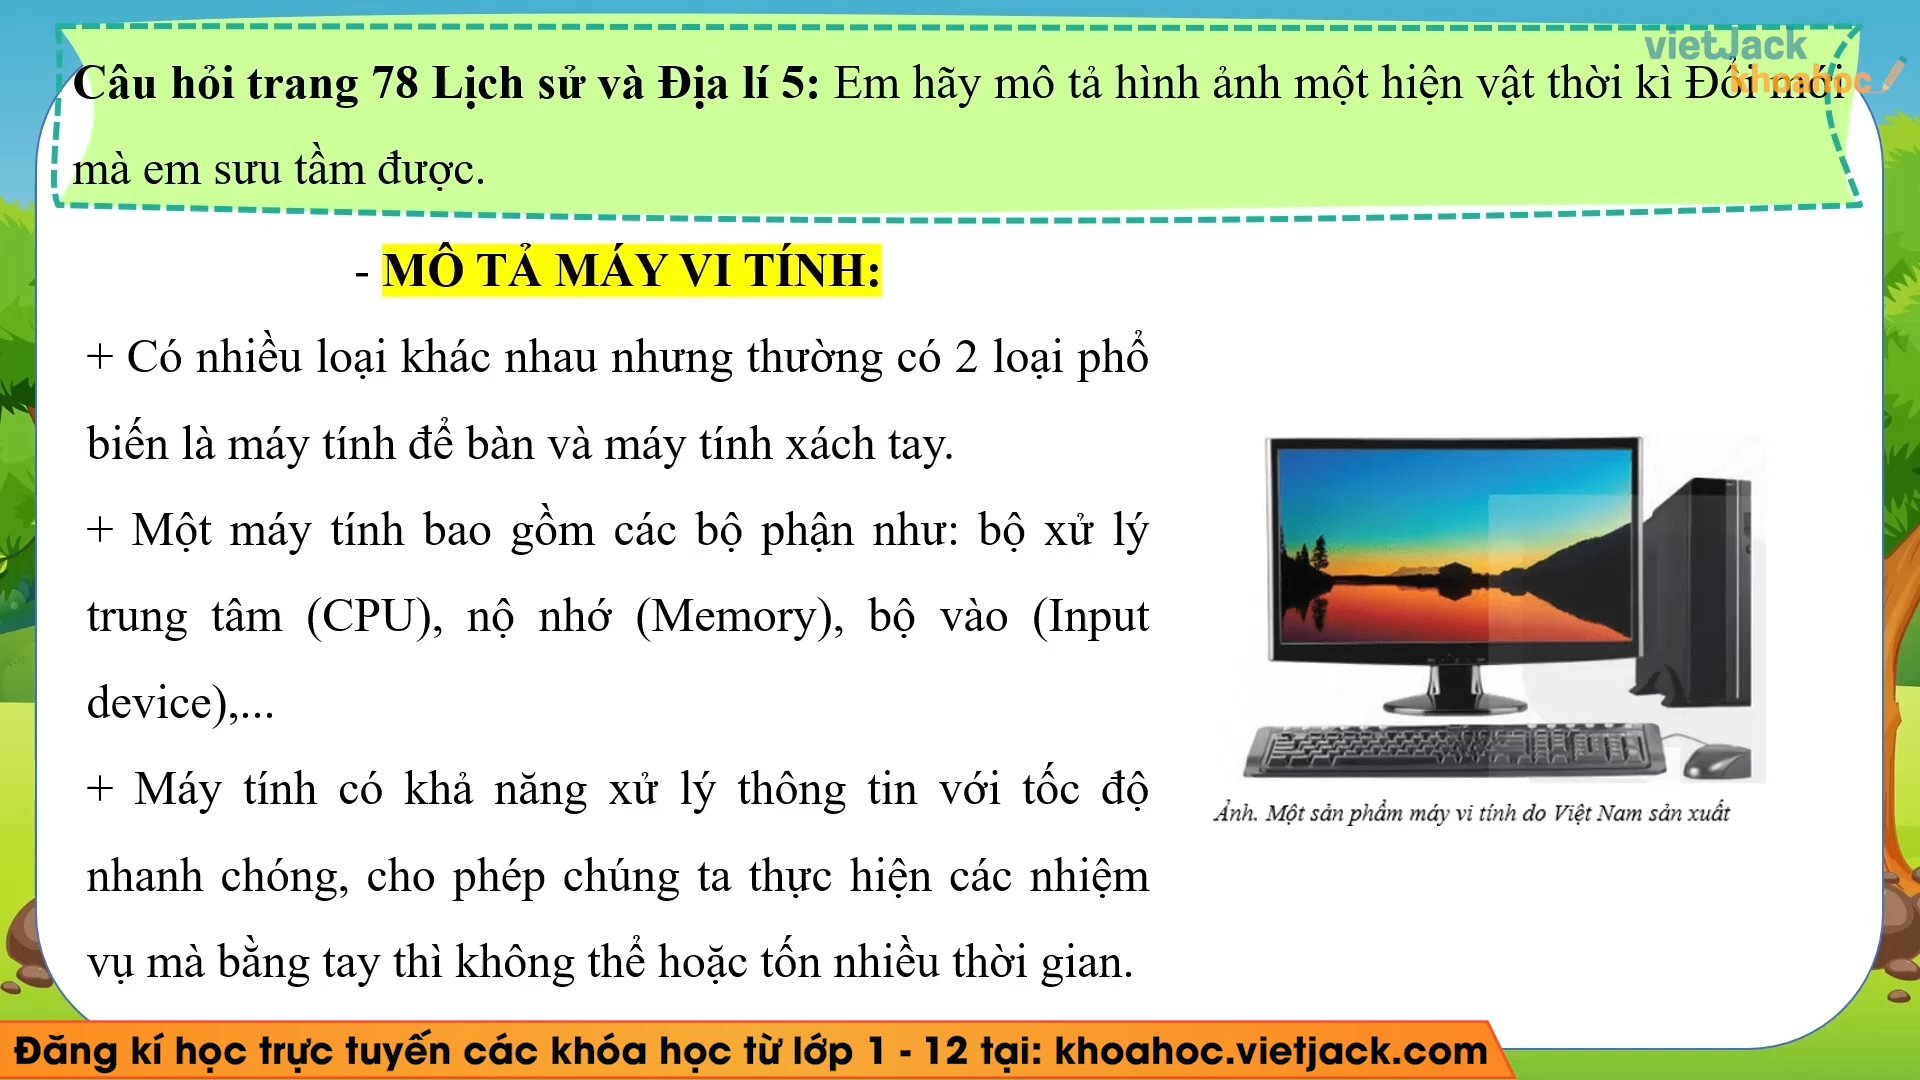 vietJack
khoahoc
Câu hỏi trang 78 Lịch sử và Địa lí 5: Em hãy mô tả hình ảnh một hiện vật thời kì Đổi mới
mà em sưu tầm được.
- MÔ TẢ MÁY VI TÍNH:
+ Có nhiều loại khác nhau nhưng thường có 2 loại phổ
biến là máy tính để bàn và máy tính xách tay.
+ Một máy tính bao gồm các bộ phận như: bộ xử lý
trung tâm (CPU), nộ nhớ (Memory), bộ vào (Input
device),...
+ Máy tính có khả năng xử lý thông tin với tốc độ
nhanh chóng, cho phép chúng ta thực hiện các nhiệm
vụ mà bằng tay thì không thể hoặc tốn nhiều thời gian.
Ảnh. Một sản phẩm máy vi tính do Việt Nam sản xuất
Đăng kí học trực tuyến các khóa học từ lớp 1 - 12 tại: khoahoc.vietjack.com